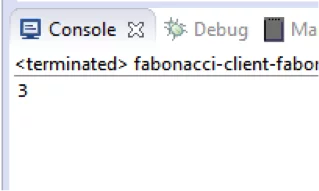 Console Debug Ma
<terminated> fabonacci-client-fabor
3